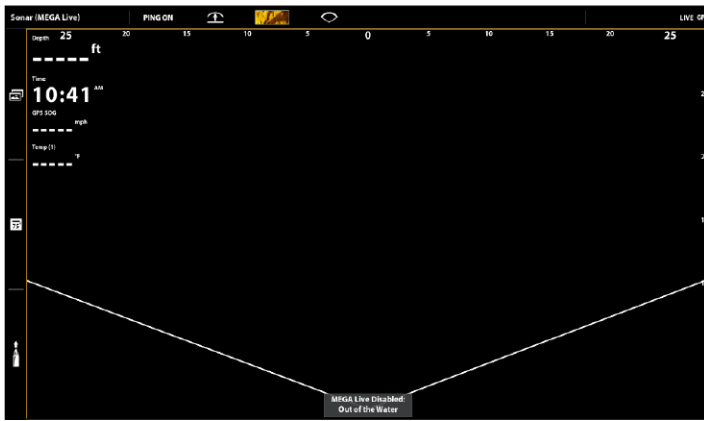 Sonar (MEGA Live) PING ON LIVE
25 20 15 10 5 0 5 10 15 20 25
Depth
----- ft
Time
10:41 AM
GPS SOG
----- mph
Temp (1)
----- °F
MEGA Live Disabled:
Out of the Water